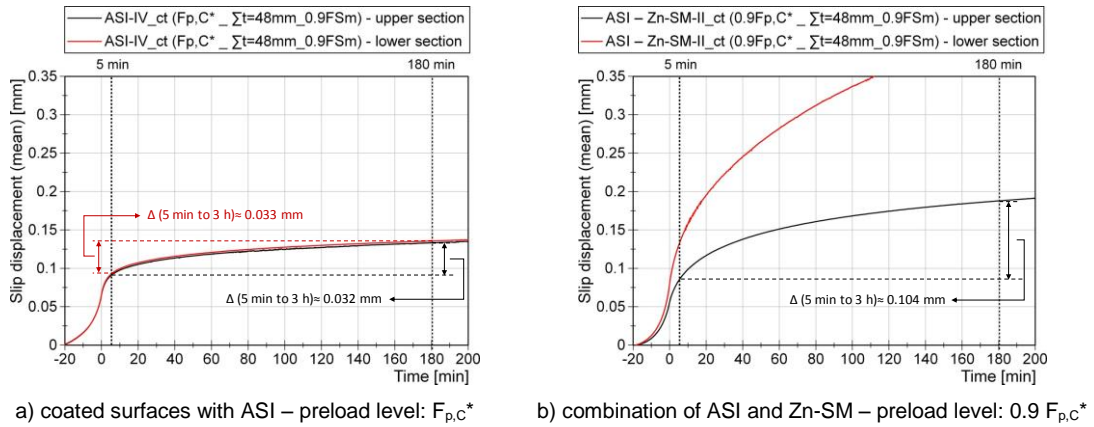 ASI-IV_ct (Fp,C* _ ∑t=48mm_0.9FSm) - upper section
ASI-IV_ct (Fp,C* _ ∑t=48mm_0.9FSm) - lower section
5 min
180 min
Slip displacement (mean) [mm]
0.35
0.3
0.25
0.2
0.15
0.1
0.05
0
Δ (5 min to 3 h)≈ 0.033 mm
Δ (5 min to 3 h)≈ 0.032 mm
-20 0 20 40 60 80 100 120 140 160 180 200
Time [min]
a) coated surfaces with ASI – preload level: Fp,C*
ASI – Zn-SM-II_ct (0.9Fp,C* _ ∑t=48mm_0.9FSm) - upper section
ASI – Zn-SM-II_ct (0.9Fp,C* _ ∑t=48mm_0.9FSm) - lower section
5 min
180 min
Slip displacement (mean) [mm]
0.35
0.3
0.25
0.2
0.15
0.1
0.05
0
Δ (5 min to 3 h)≈ 0.104 mm
-20 0 20 40 60 80 100 120 140 160 180 200
Time [min]
b) combination of ASI and Zn-SM – preload level: 0.9 Fp,C*